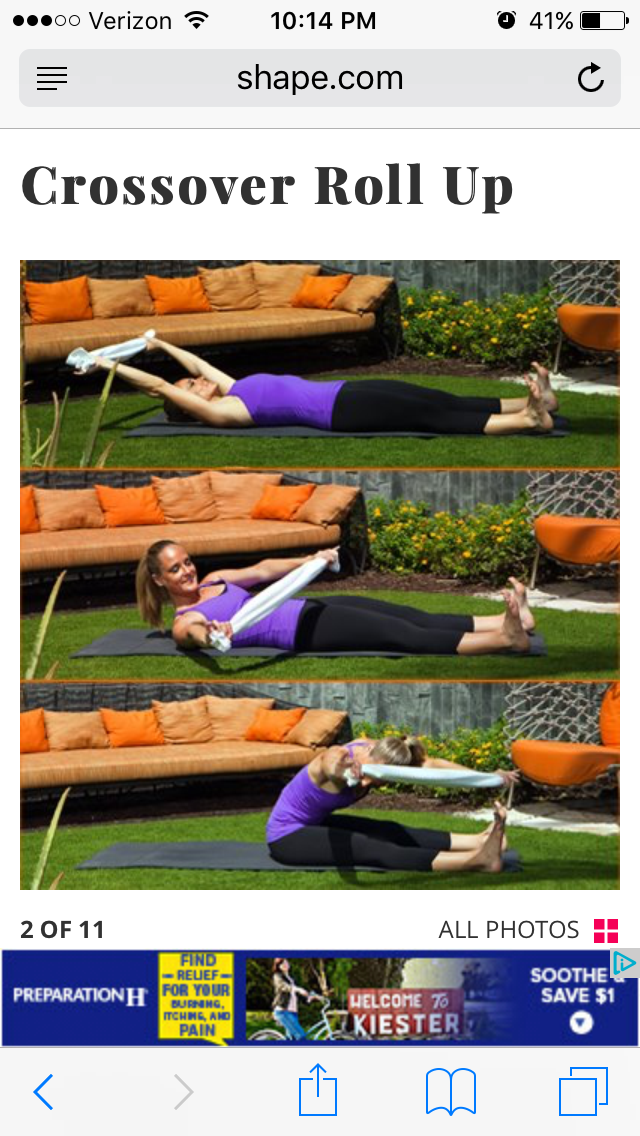 Verizon 10:14 PM 41%
shape.com
Crossover Roll Up
2 OF 11 ALL PHOTOS
PREPARATION H
FIND
RELIEF
FOR YOUR
BURNING,
ITCHING, AND
PAIN
WELCOME To
KIESTER
SOOTHE &
SAVE $1